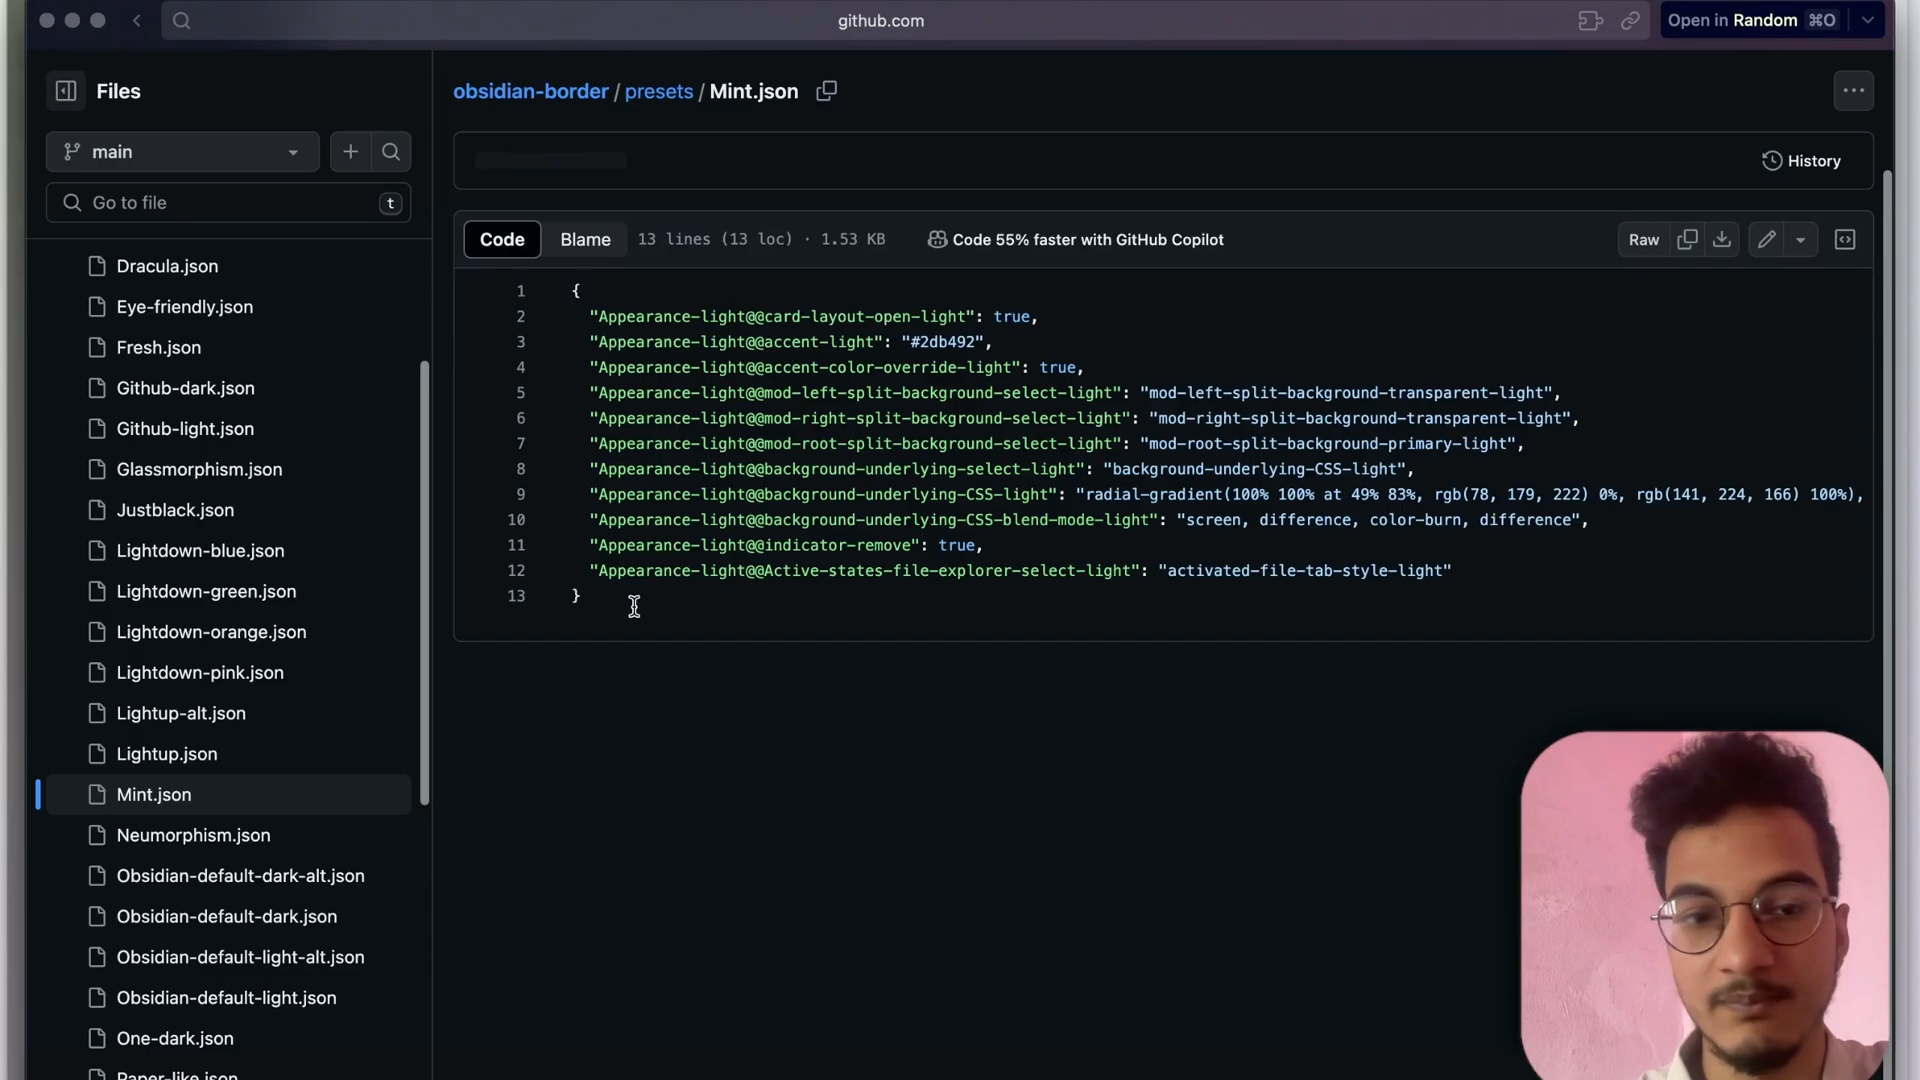 github.com
Open in Random ⌘O
Files
main
Go to file
t
Dracula.json
Eye-friendly.json
Fresh.json
Github-dark.json
Github-light.json
Glassmorphism.json
Justblack.json
Lightdown-blue.json
Lightdown-green.json
Lightdown-orange.json
Lightdown-pink.json
Lightup-alt.json
Lightup.json
Mint.json
Neumorphism.json
Obsidian-default-dark-alt.json
Obsidian-default-dark.json
Obsidian-default-light-alt.json
Obsidian-default-light.json
One-dark.json
Paper-like.json
obsidian-border / presets / Mint.json
History
Code Blame 13 lines (13 loc) · 1.53 KB Code 55% faster with GitHub Copilot Raw
1 {
2 "Appearance-light@@card-layout-open-light": true,
3 "Appearance-light@@accent-light": "#2db492",
4 "Appearance-light@@accent-color-override-light": true,
5 "Appearance-light@@mod-left-split-background-select-light": "mod-left-split-background-transparent-light",
6 "Appearance-light@@mod-right-split-background-select-light": "mod-right-split-background-transparent-light",
7 "Appearance-light@@mod-root-split-background-select-light": "mod-root-split-background-primary-light",
8 "Appearance-light@@background-underlying-select-light": "background-underlying-CSS-light",
9 "Appearance-light@@background-underlying-CSS-light": "radial-gradient(100% 100% at 49% 83%, rgb(78, 179, 222) 0%, rgb(141, 224, 166) 100%),
10 "Appearance-light@@background-underlying-CSS-blend-mode-light": "screen, difference, color-burn, difference",
11 "Appearance-light@@indicator-remove": true,
12 "Appearance-light@@Active-states-file-explorer-select-light": "activated-file-tab-style-light"
13 }